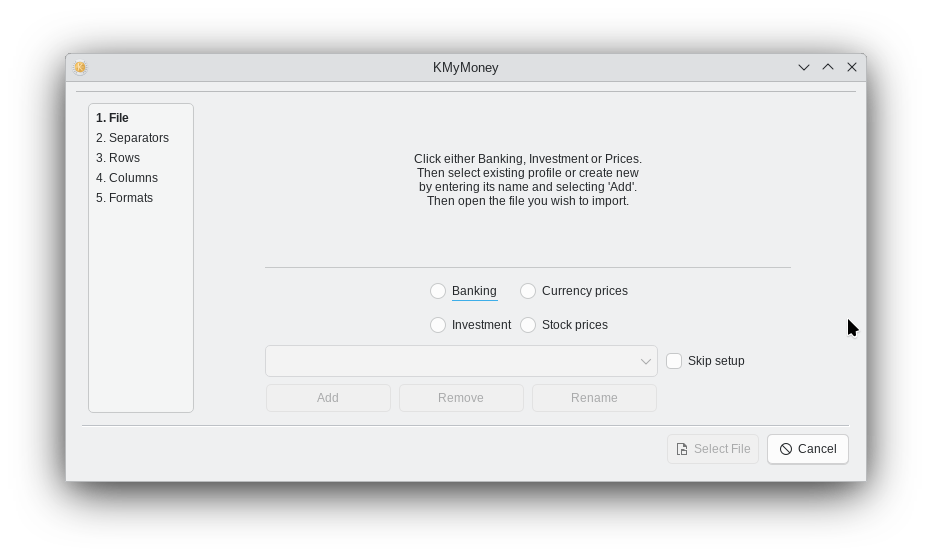 KMyMoney
1. File
2. Separators
3. Rows
4. Columns
5. Formats
Click either Banking, Investment or Prices.
Then select existing profile or create new
by entering its name and selecting 'Add'.
Then open the file you wish to import.
Banking
Currency prices
Investment
Stock prices
Skip setup
Add
Remove
Rename
Select File
Cancel